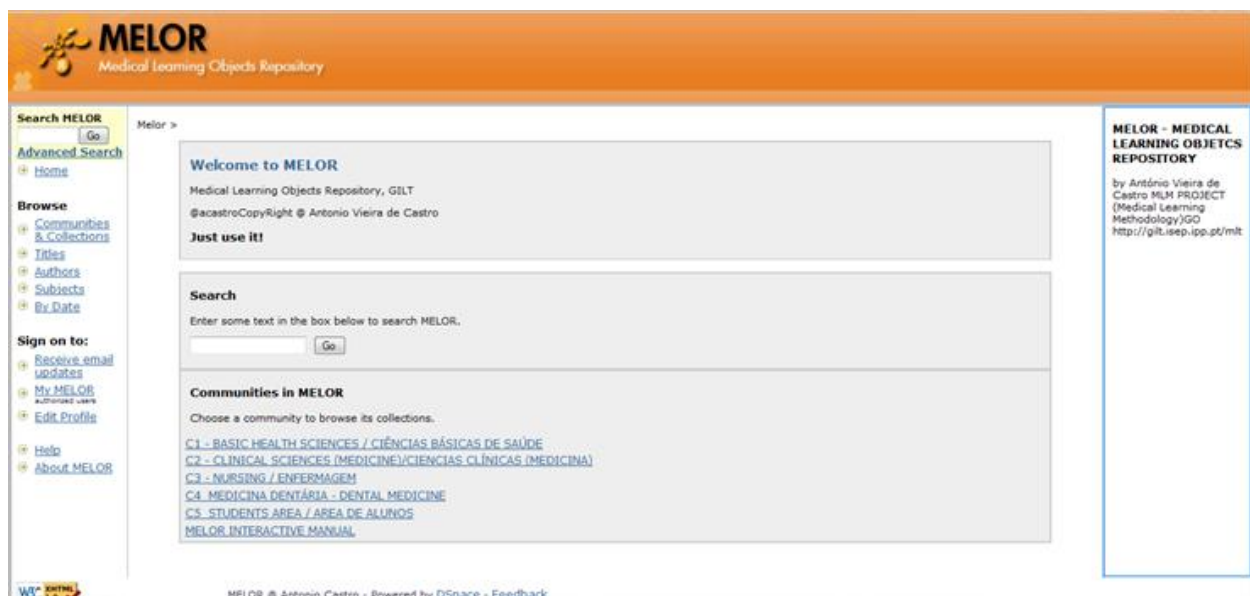 MELOR
Medical Learning Objects Repository
Search MELOR
Go
Advanced Search
Home
Browse
Communities
& Collections
Titles
Authors
Subjects
By Date
Sign on to:
Receive email
updates
My MELOR
authorized users
Edit Profile
Help
About MELOR
Melor >
Welcome to MELOR
Medical Learning Objects Repository, GILT
@acastroCopyRight @ Antonio Vieira de Castro
Just use it!
Search
Enter some text in the box below to search MELOR.
Go
Communities in MELOR
Choose a community to browse its collections.
C1 - BASIC HEALTH SCIENCES / CIÊNCIAS BÁSICAS DE SAÚDE
C2 - CLINICAL SCIENCES (MEDICINE)/CIENCIAS CLÍNICAS (MEDICINA)
C3 - NURSING / ENFERMAGEM
C4 MEDICINA DENTÁRIA - DENTAL MEDICINE
C5 STUDENTS AREA / AREA DE ALUNOS
MELOR INTERACTIVE MANUAL
MELOR - MEDICAL
LEARNING OBJETCS
REPOSITORY
by António Vieira de
Castro MLM PROJECT
(Medical Learning
Methodology)GO
http://gilt.isep.ipp.pt/mlt
W3C XHTML
MELOR @ Antonio Castro - Powered by DSpace - Feedback